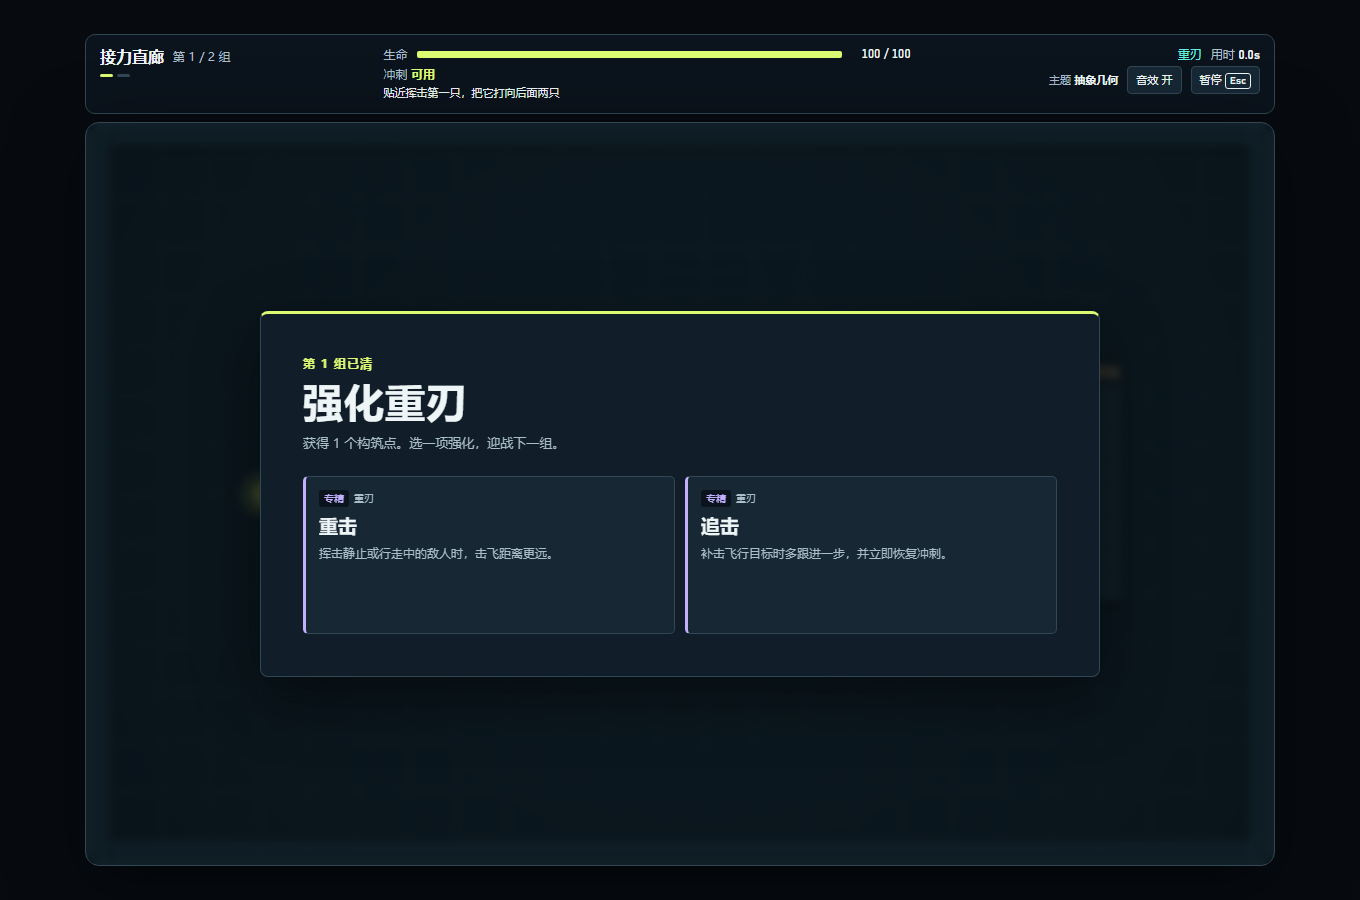 接力直廊 第 1 / 2 组
生命 100 / 100
冲刺 可用
贴近挥击第一只，把它打向后面两只
重刃 用时 0.0s
主题 抽象几何 音效 开 暂停 Esc
第 1 组已清
强化重刃
获得 1 个构筑点。选一项强化，迎战下一组。
专精 重刃
重击
挥击静止或行走中的敌人时，击飞距离更远。
专精 重刃
追击
补击飞行目标时多跟进一步，并立即恢复冲刺。